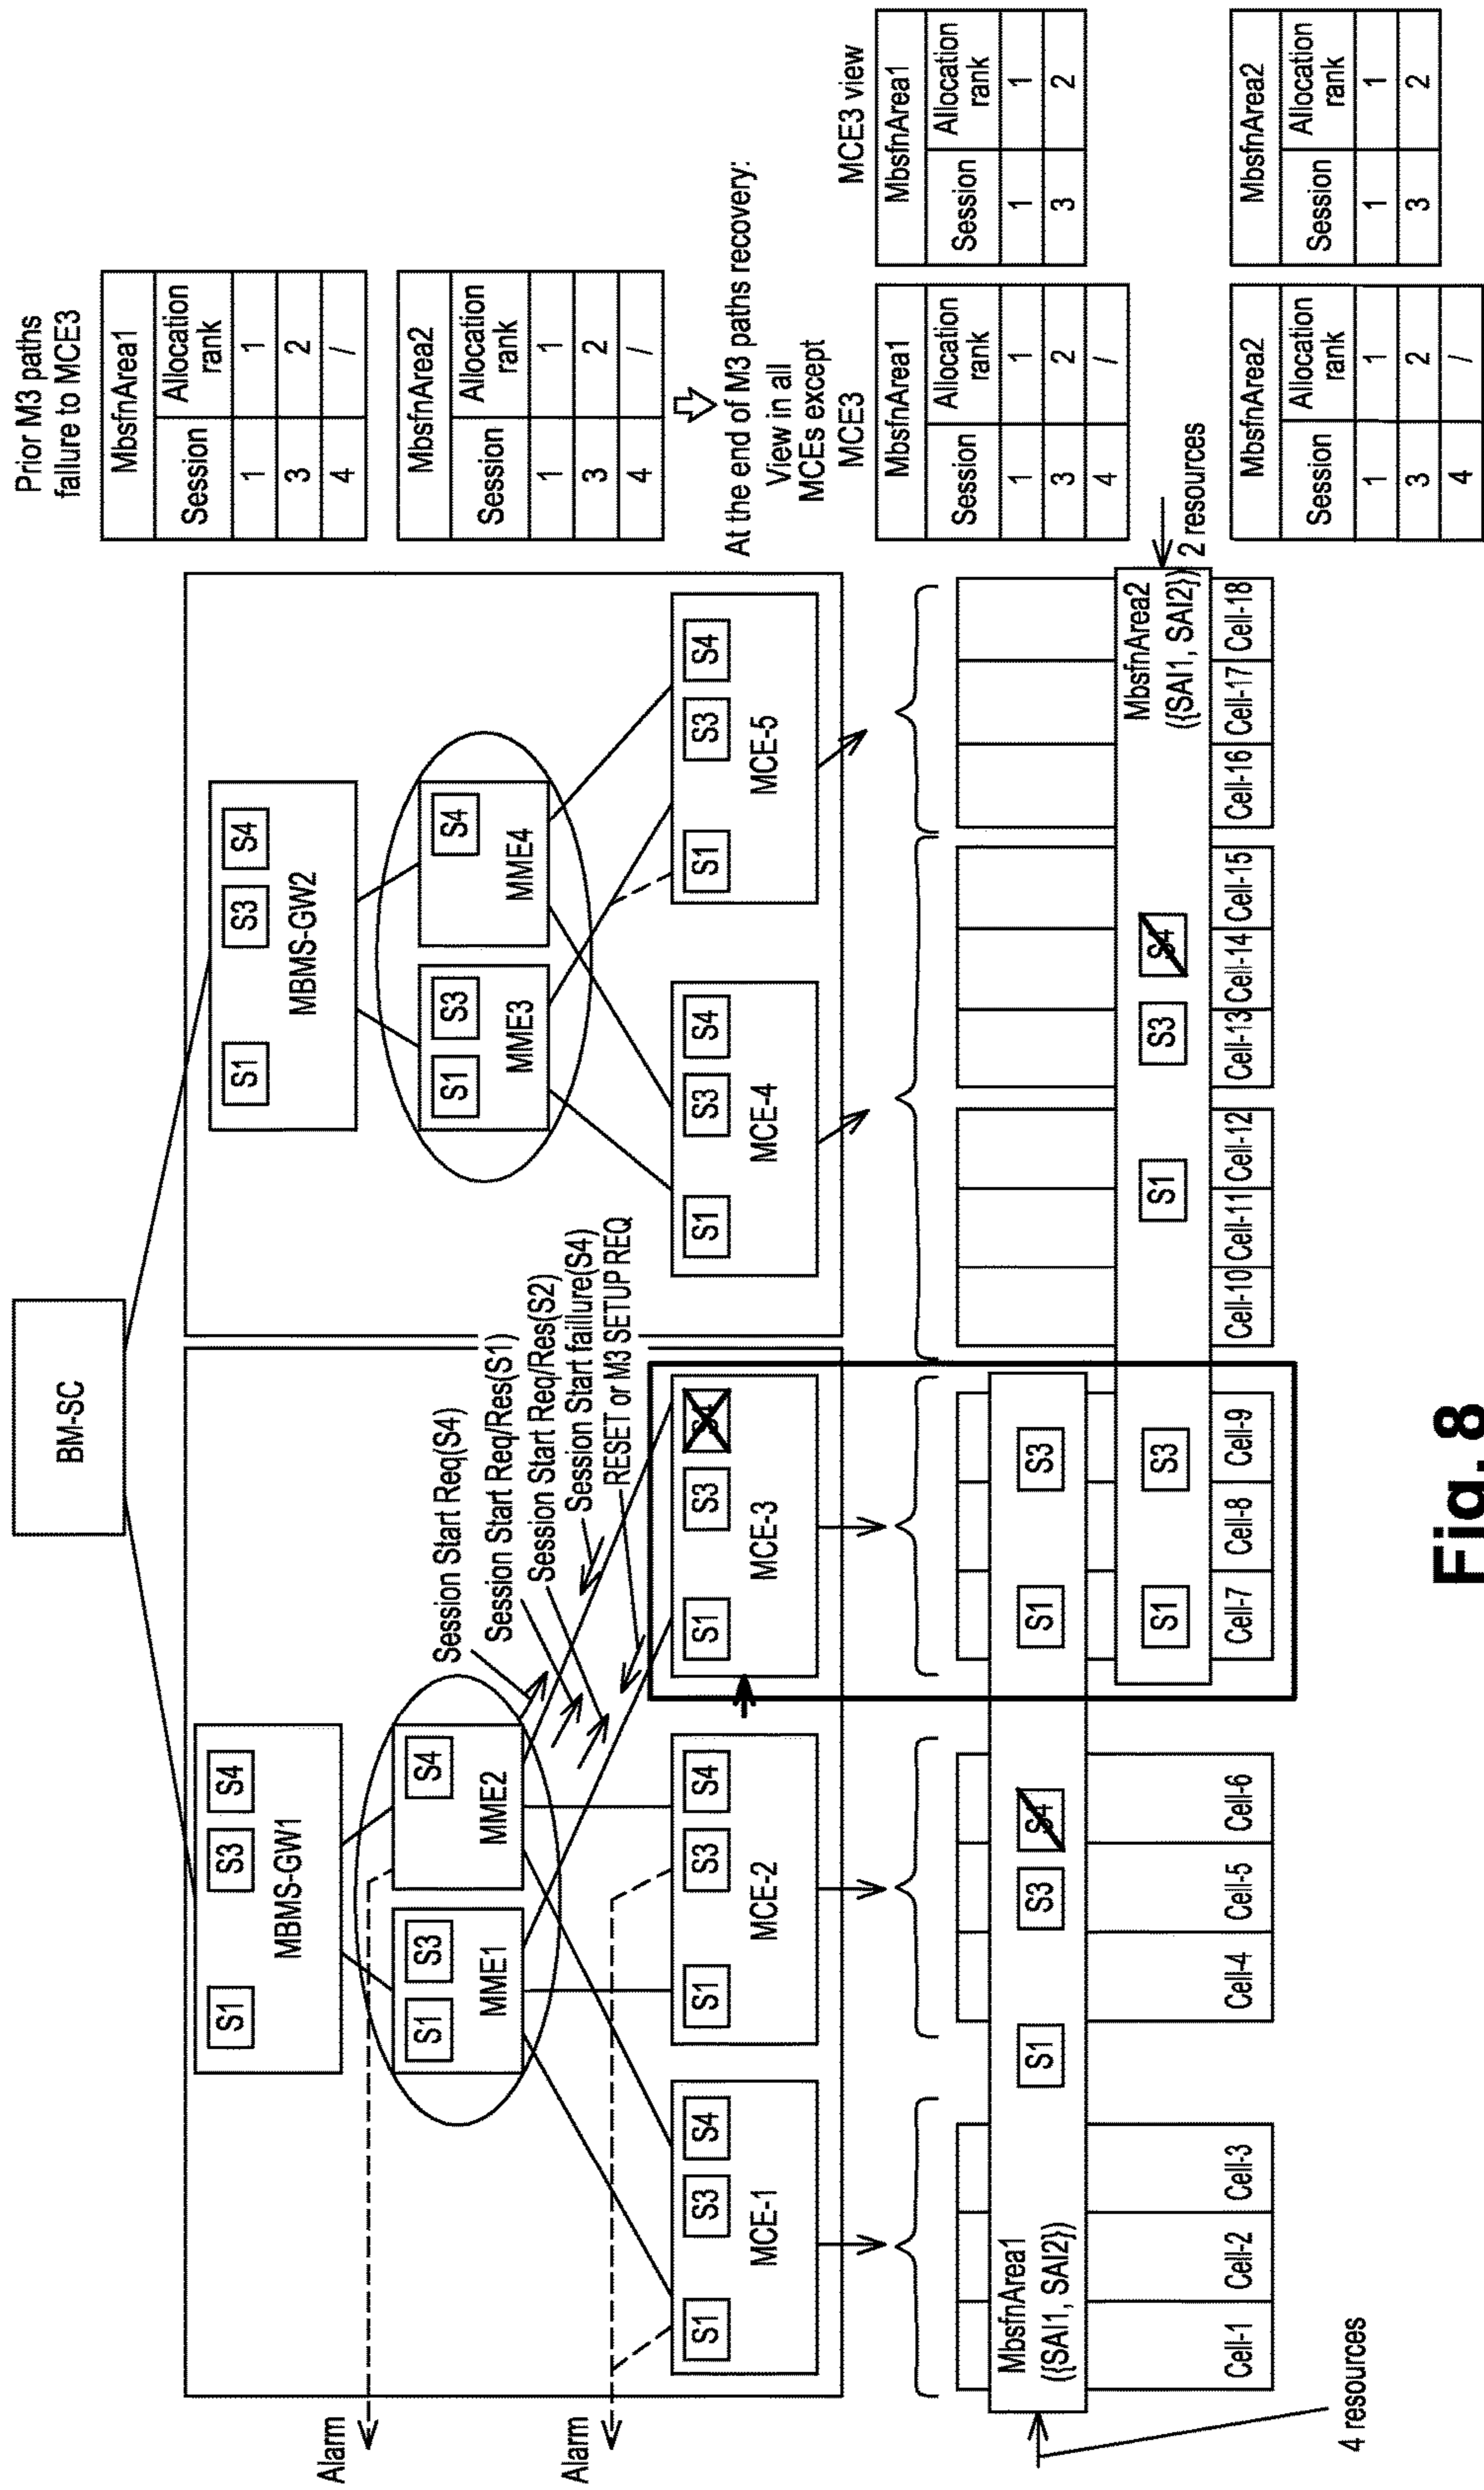 BM-SC
MBMS-GW1
S1
S3
S4
MBMS-GW2
S1
S3
S4
Alarm
MME1
S1
S3
MME2
S4
MME3
S1
S3
MME4
S4
Session Start Req(S4)
Session Start Req/Res(S1)
Session Start Req/Res(S2)
Session Start faillure(S4)
RESET or M3 SETUP REQ
Alarm
MCE-1
S1
S3
S4
MCE-2
S1
S3
S4
MCE-3
S1
S3
S4
MCE-4
S1
S3
S4
MCE-5
S1
S3
S4
MbsfnArea1
({SAI1, SAI2})
S1
S3
S4
S1
S3
4 resources
MbsfnArea2
({SAI1, SAI2})
S1
S3
S1
S3
S4
2 resources
Cell-1
Cell-2
Cell-3
Cell-4
Cell-5
Cell-6
Cell-7
Cell-8
Cell-9
Cell-10
Cell-11
Cell-12
Cell-13
Cell-14
Cell-15
Cell-16
Cell-17
Cell-18
Prior M3 paths
failure to MCE3
MbsfnArea1
Session Allocation
rank
1 1
3 2
4 /
MbsfnArea2
Session Allocation
rank
1 1
3 2
4 /
At the end of M3 paths recovery:
View in all
MCEs except
MCE3
MbsfnArea1
Session Allocation
rank
1 1
3 2
4 /
MbsfnArea2
Session Allocation
rank
1 1
3 2
4 /
MCE3 view
MbsfnArea1
Session Allocation
rank
1 1
3 2
MbsfnArea2
Session Allocation
rank
1 1
3 2
Fig. 8